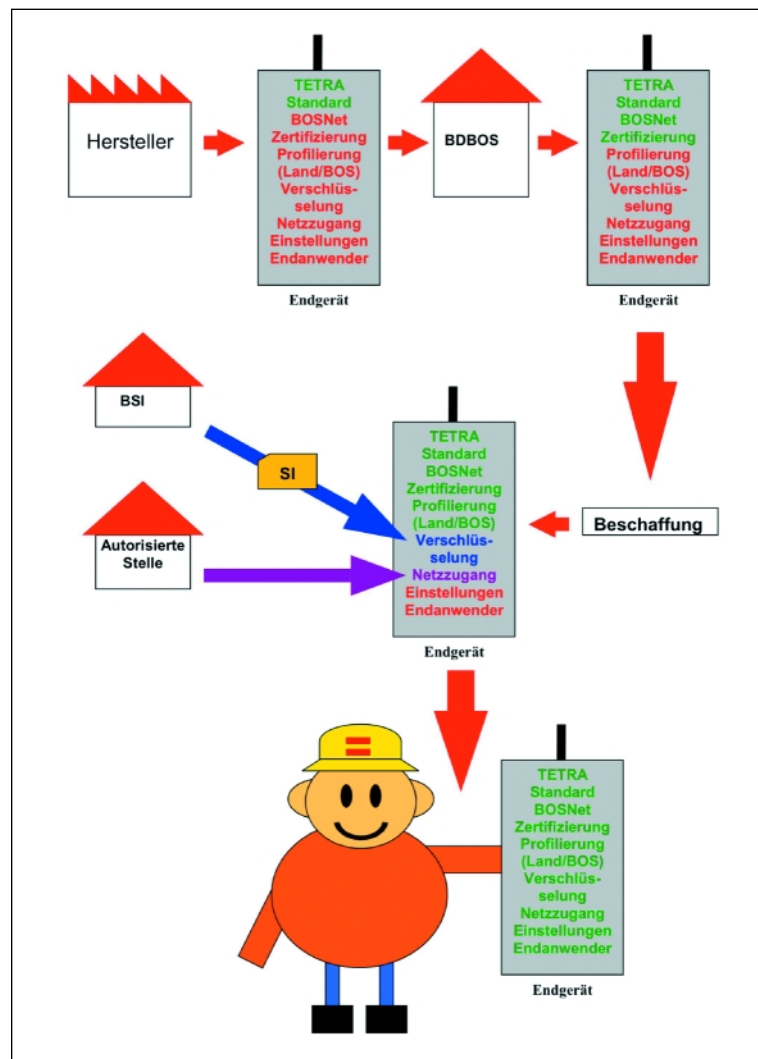 Hersteller
TETRA
Standard
BOSNet
Zertifizierung
Profilierung
(Land/BOS)
Verschlüs-
selung
Netzzugang
Einstellungen
Endanwender
Endgerät
BDBOS
TETRA
Standard
BOSNet
Zertifizierung
Profilierung
(Land/BOS)
Verschlüs-
selung
Netzzugang
Einstellungen
Endanwender
Endgerät
BSI
SI
Autorisierte
Stelle
TETRA
Standard
BOSNet
Zertifizierung
Profilierung
(Land/BOS)
Verschlüs-
selung
Netzzugang
Einstellungen
Endanwender
Endgerät
Beschaffung
TETRA
Standard
BOSNet
Zertifizierung
Profilierung
(Land/BOS)
Verschlüs-
selung
Netzzugang
Einstellungen
Endanwender
Endgerät